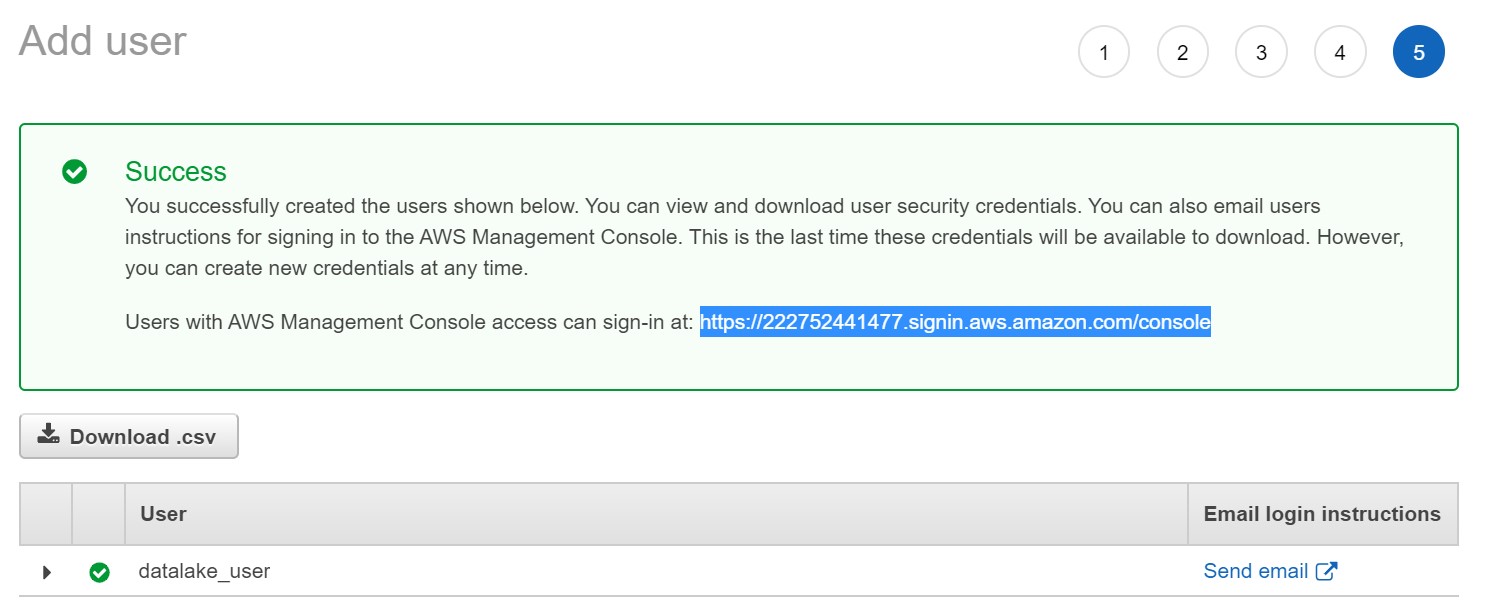 Add user
1 2 3 4 5
Success
You successfully created the users shown below. You can view and download user security credentials. You can also email users
instructions for signing in to the AWS Management Console. This is the last time these credentials will be available to download. However,
you can create new credentials at any time.
Users with AWS Management Console access can sign-in at: https://222752441477.signin.aws.amazon.com/console
Download .csv
User Email login instructions
datalake_user Send email